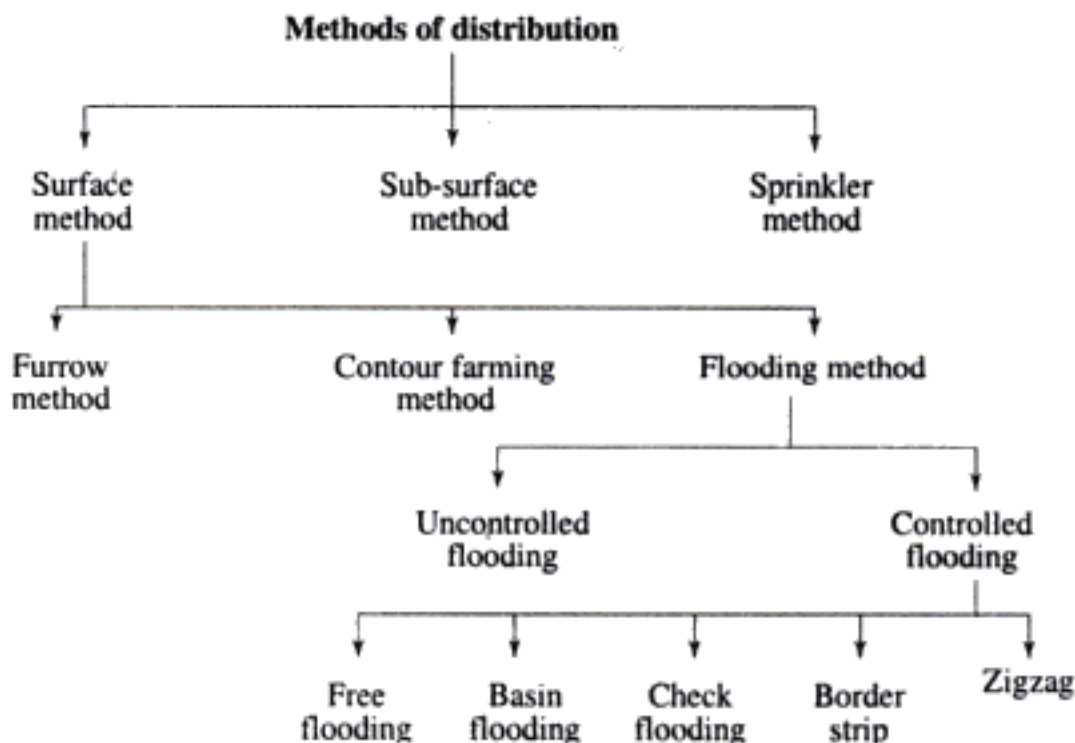 Methods of distribution
Surface
method
Sub-surface
method
Sprinkler
method
Furrow
method
Contour farming
method
Flooding method
Uncontrolled
flooding
Controlled
flooding
Free
flooding
Basin
flooding
Check
flooding
Border
strip
Zigzag